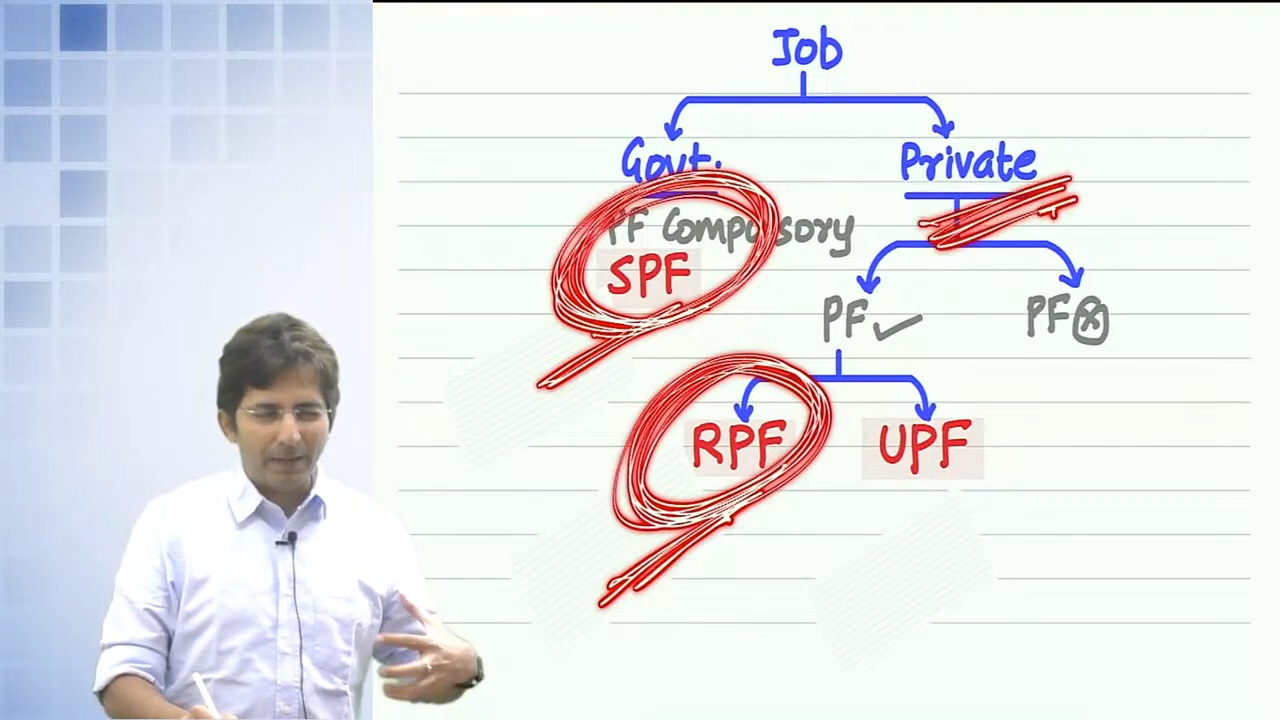 Job
Govt. Private
PF Compulsory
SPF
PF✓ PF ⓧ
RPF UPF